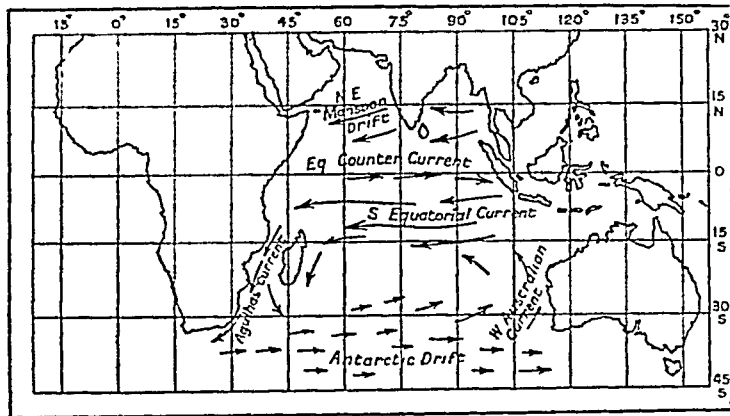 15° 0° 15° 30° 45° 60° 75° 90° 105° 120° 135° 150° 30° N
15 N
N E
Mansoon
Drift
Eq Counter Current
0
S Equatorial Current
15 S
Agulhas Current
W Australian
Current
30 S
Antarctic Drift
45° S